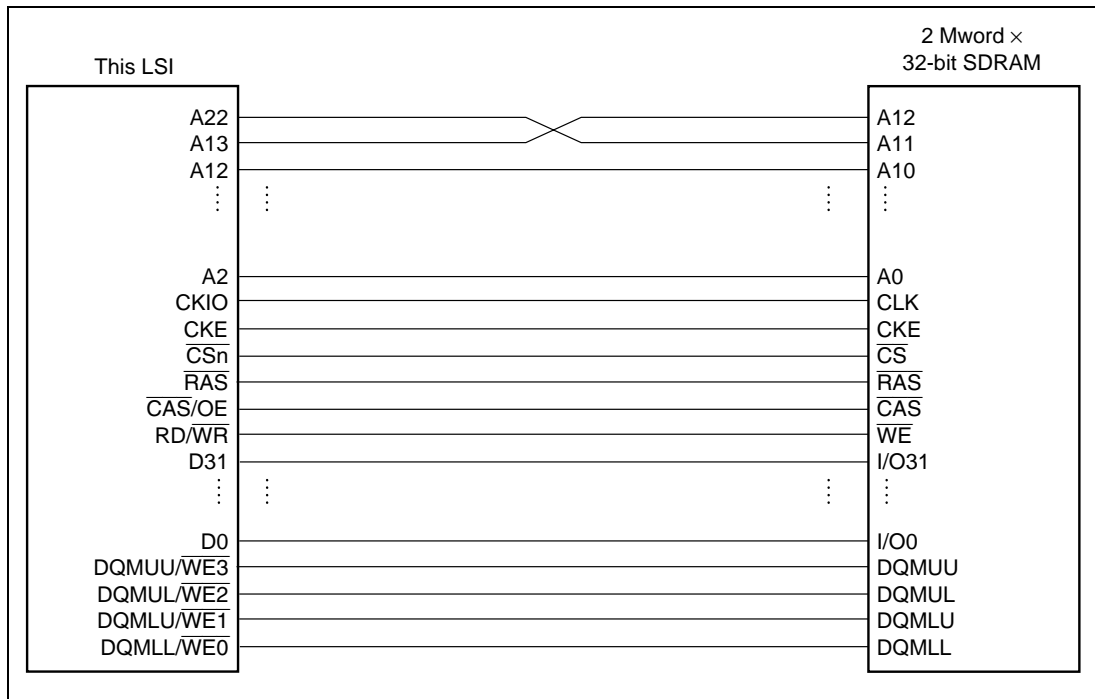 This LSI
2 Mword ×
32-bit SDRAM
A22
A13
A12
A2
CKIO
CKE
CSn
RAS
CAS/OE
RD/WR
D31
D0
DQMUU/WE3
DQMUL/WE2
DQMLU/WE1
DQMLL/WE0
A12
A11
A10
A0
CLK
CKE
CS
RAS
CAS
WE
I/O31
I/O0
DQMUU
DQMUL
DQMLU
DQMLL